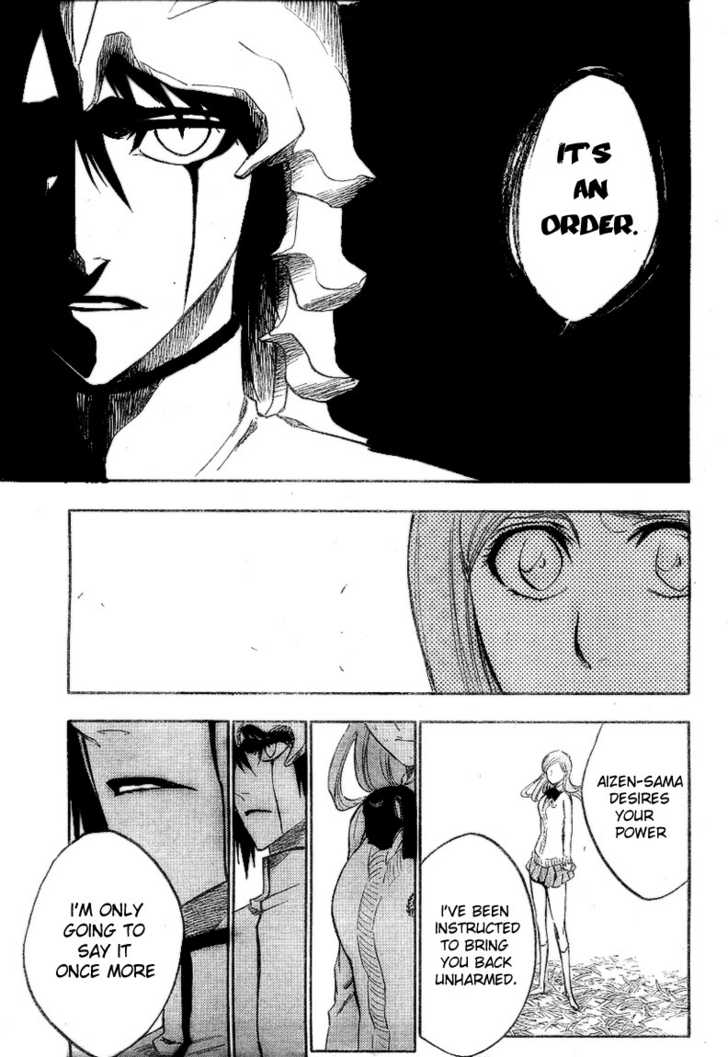 IT'S
AN
ORDER.
AIZEN-SAMA
DESIRES
YOUR
POWER
I'VE BEEN
INSTRUCTED
TO BRING
YOU BACK
UNHARMED.
I'M ONLY
GOING TO
SAY IT
ONCE MORE